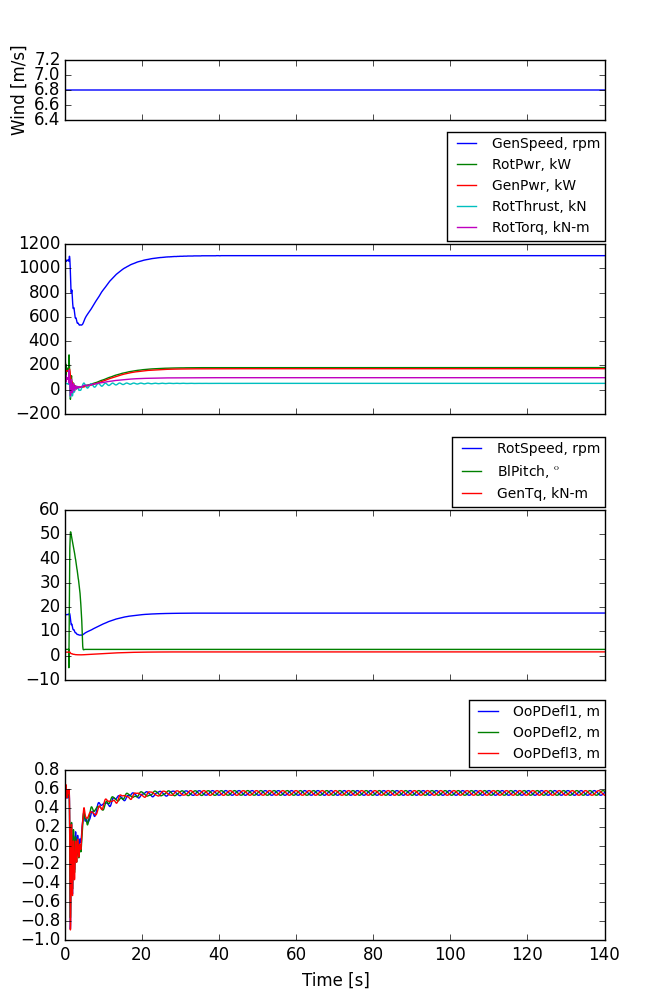 Wind [m/s]
7.2
7.0
6.8
6.6
6.4
GenSpeed, rpm
RotPwr, kW
GenPwr, kW
RotThrust, kN
RotTorq, kN-m
1200
1000
800
600
400
200
0
−200
RotSpeed, rpm
BlPitch, °
GenTq, kN-m
60
50
40
30
20
10
0
−10
OoPDefl1, m
OoPDefl2, m
OoPDefl3, m
0.8
0.6
0.4
0.2
0.0
−0.2
−0.4
−0.6
−0.8
−1.0
0 20 40 60 80 100 120 140
Time [s]